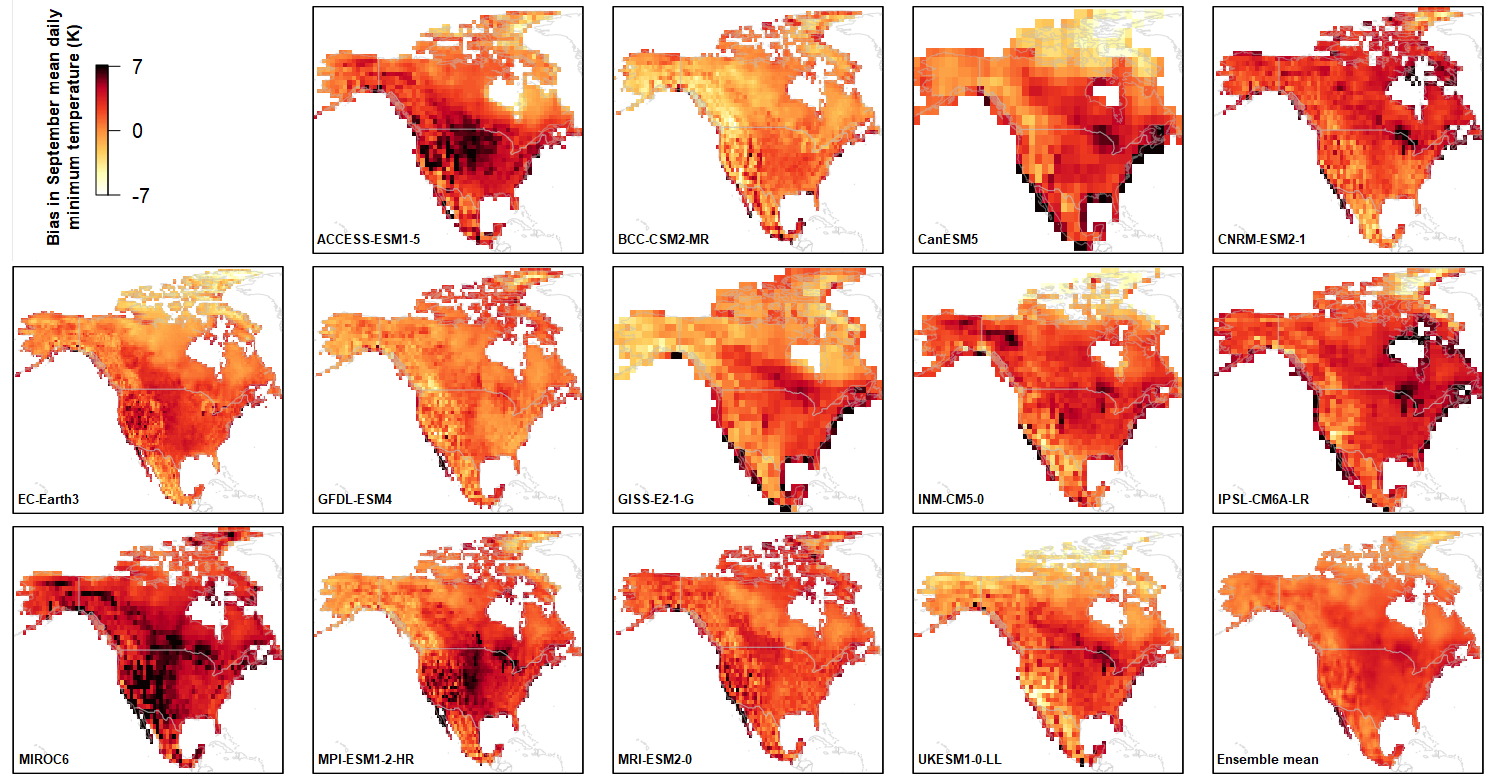 Bias in September mean daily
minimum temperature (K)
7
0
-7
ACCESS-ESM1-5
BCC-CSM2-MR
CanESM5
CNRM-ESM2-1
EC-Earth3
GFDL-ESM4
GISS-E2-1-G
INM-CM5-0
IPSL-CM6A-LR
MIROC6
MPI-ESM1-2-HR
MRI-ESM2-0
UKESM1-0-LL
Ensemble mean